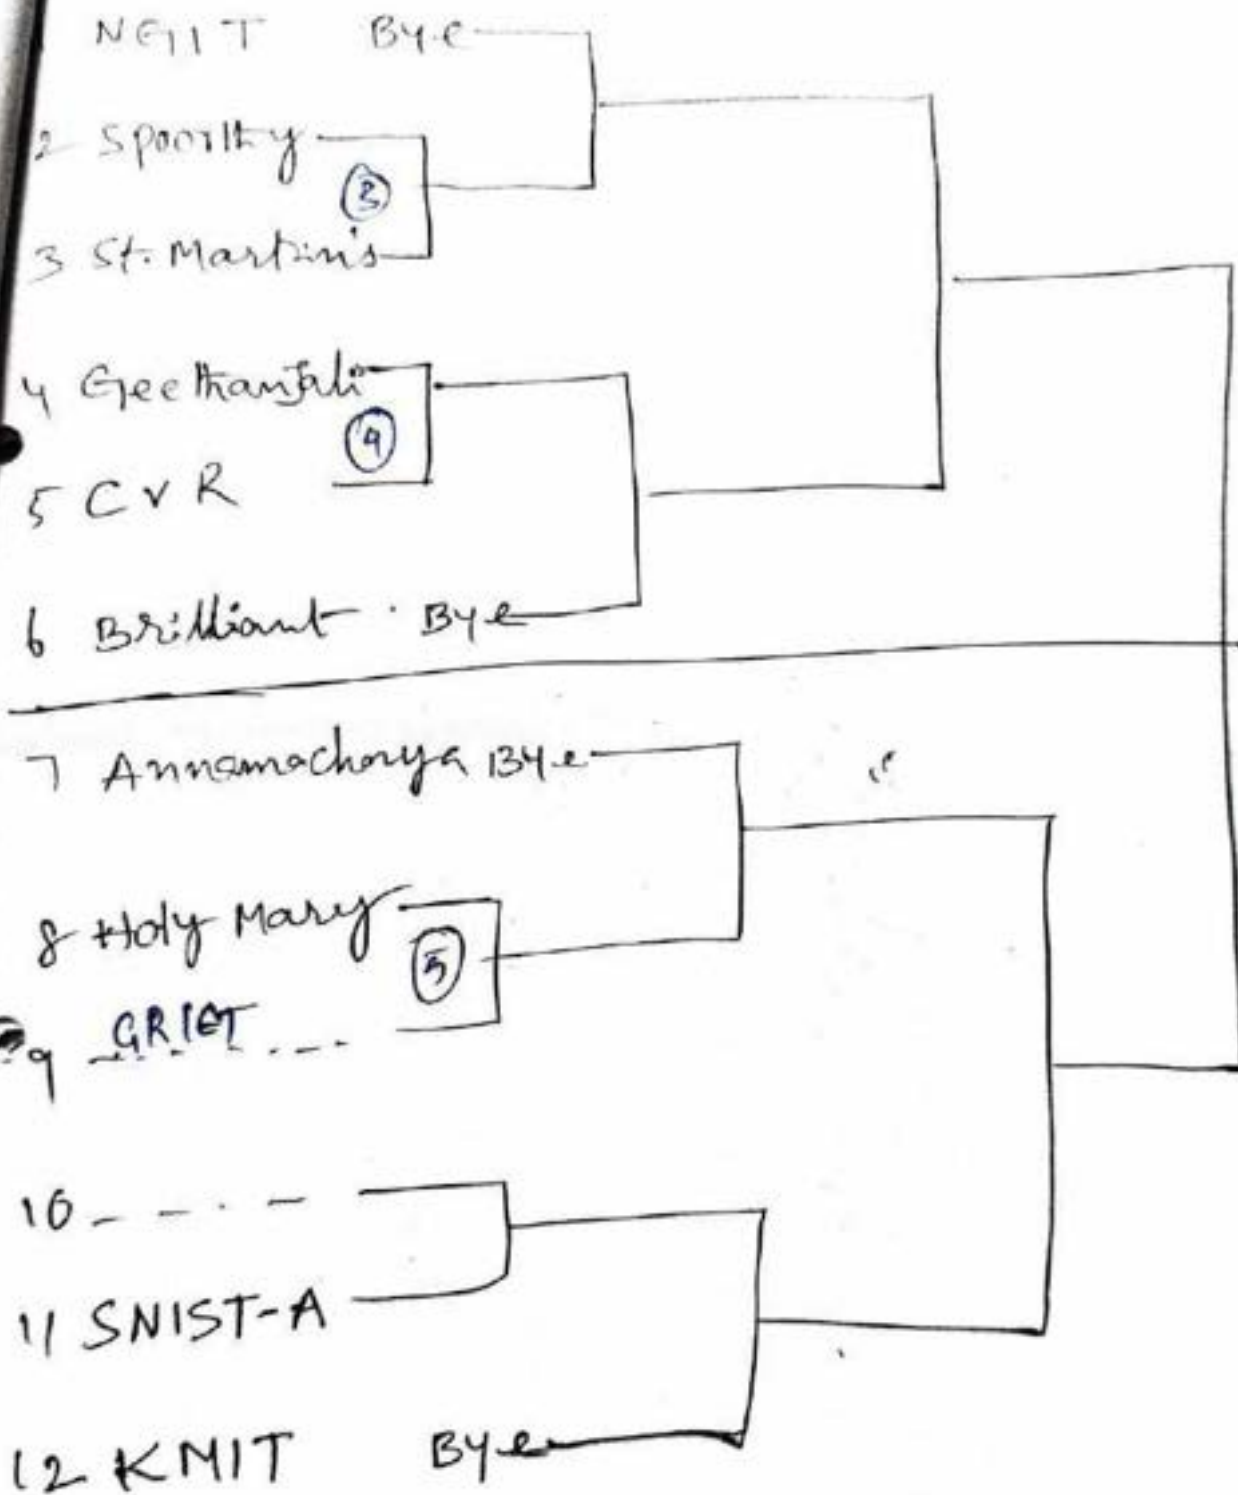 NGIIT Bye
2 Spoorthy
3
3 St. Martin's
4 Geethanjali
4
5 CVR
6 Brilliant . Bye
7 Annamacharya Bye
8 Holy Mary
5
9 GRIET
10 - - . -
11 SNIST-A
12 KMIT Bye